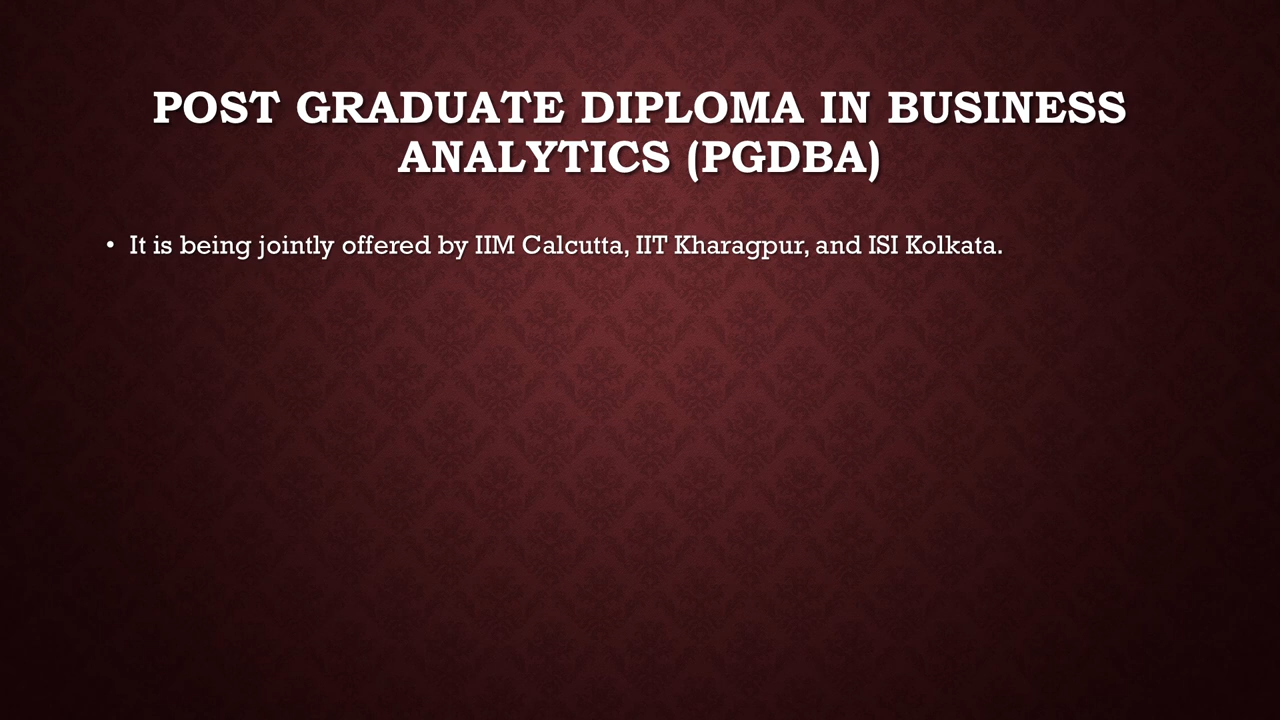 POST GRADUATE DIPLOMA IN BUSINESS
ANALYTICS (PGDBA)
• It is being jointly offered by IIM Calcutta, IIT Kharagpur, and ISI Kolkata.